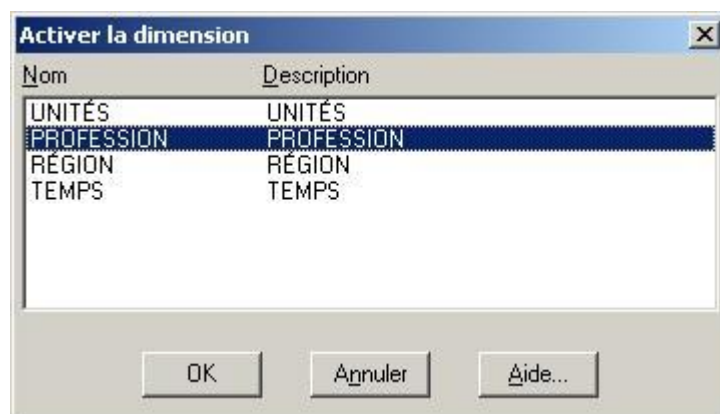 Activer la dimension
Nom Description
UNITÉS UNITÉS
PROFESSION PROFESSION
RÉGION RÉGION
TEMPS TEMPS
OK Annuler Aide...